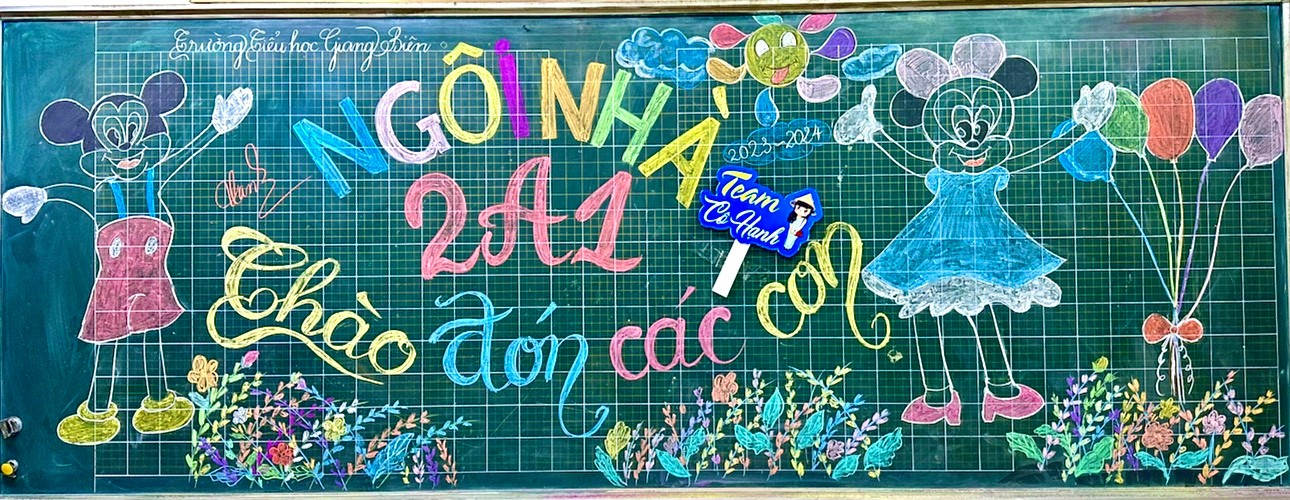 Trường Tiểu học Giang Biên
NGÔI NHÀ
2023-2024
2A1
Team
Cô Hạnh
Chào đón các con